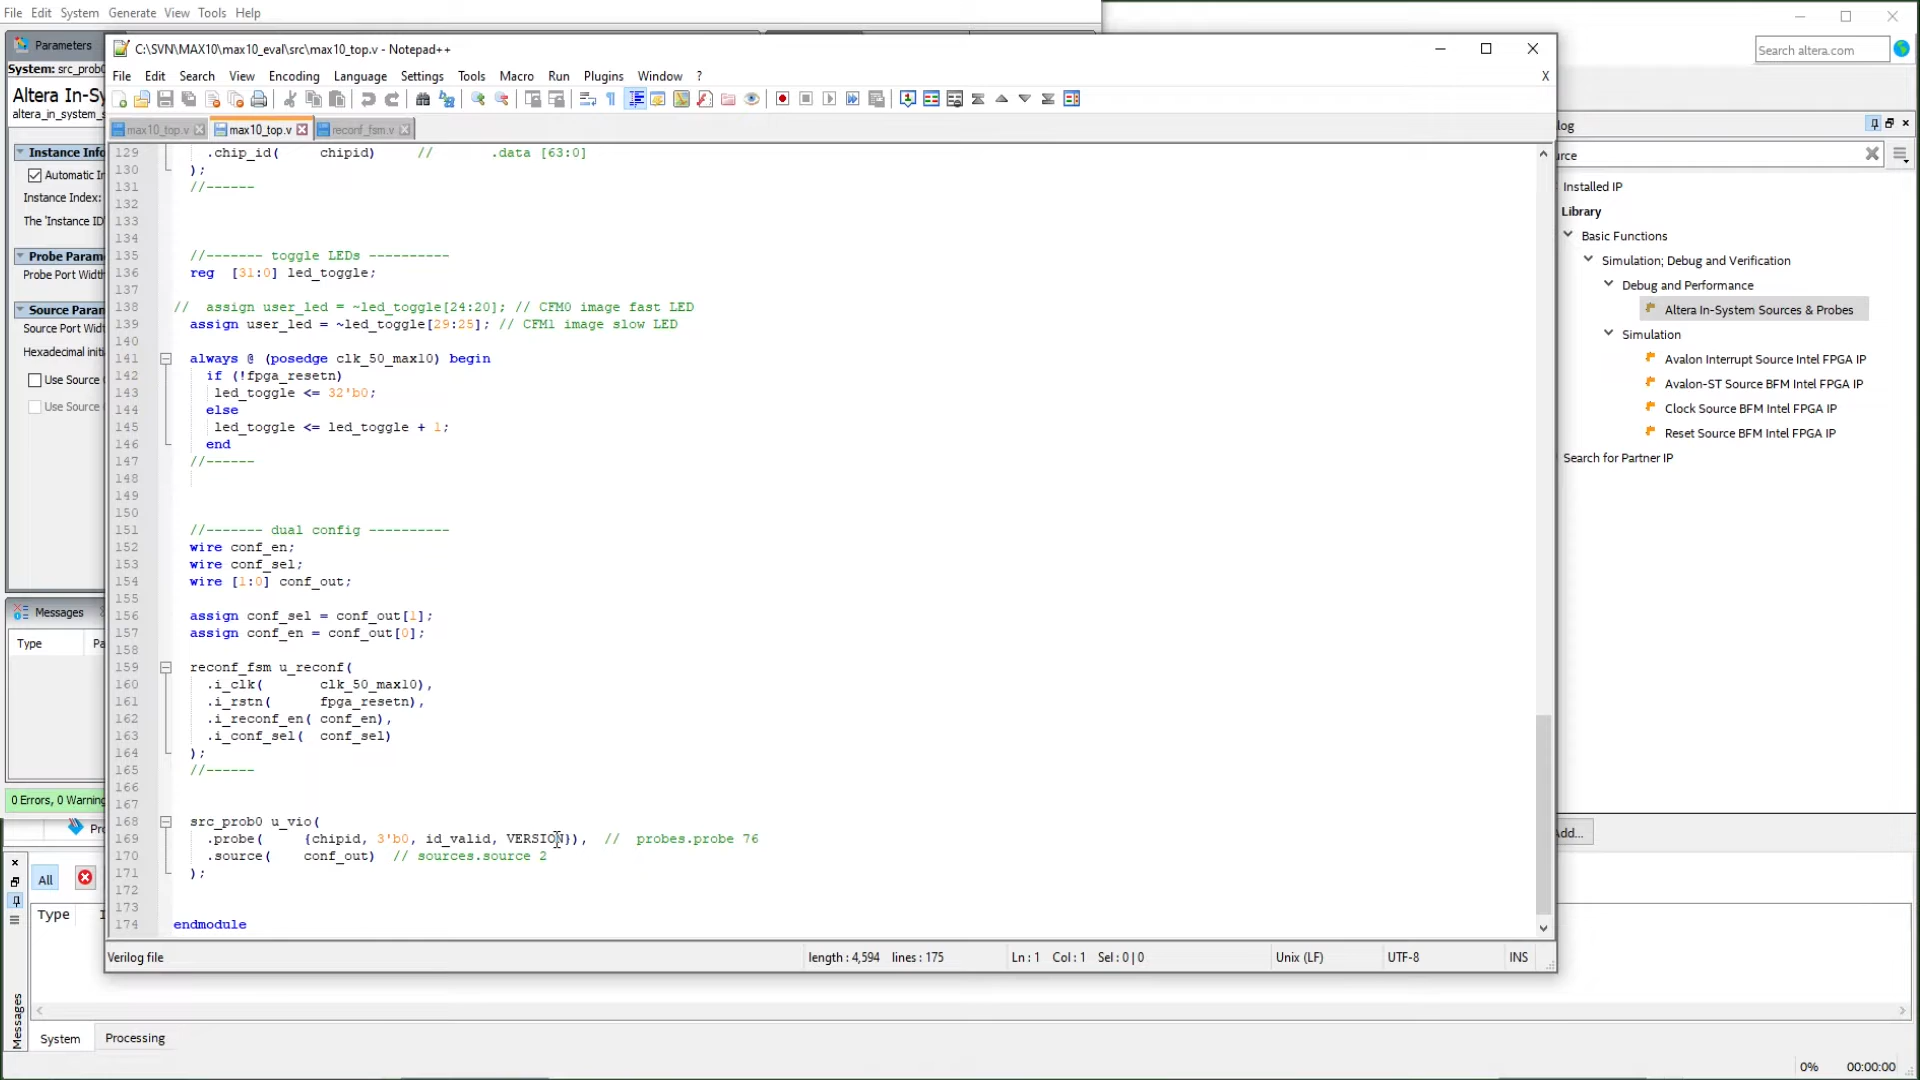 File Edit System Generate View Tools Help
Parameters
System: src_prob0
Altera In-Sy
altera_in_system_s
Instance Info
Automatic In
Instance Index:
The 'Instance ID'
Probe Param
Probe Port Width
Source Param
Source Port Widt
Hexadecimal initi
Use Source C
Use Source C
Messages
Type Pa
0 Errors, 0 Warning
C:\SVN\MAX10\max10_eval\src\max10_top.v - Notepad++
File Edit Search View Encoding Language Settings Tools Macro Run Plugins Window ? X
max10_top.v max10_top.v reconf_fsm.v
129 .chip_id( chipid) // .data [63:0]
130 );
131 //------
132
133
134
135 //------- toggle LEDs ----------
136 reg [31:0] led_toggle;
137
138 // assign user_led = ~led_toggle[24:20]; // CFM0 image fast LED
139 assign user_led = ~led_toggle[29:25]; // CFM1 image slow LED
140
141 always @ (posedge clk_50_max10) begin
142 if (!fpga_resetn)
143 led_toggle <= 32'b0;
144 else
145 led_toggle <= led_toggle + 1;
146 end
147 //------
148
149
150
151 //------- dual config ----------
152 wire conf_en;
153 wire conf_sel;
154 wire [1:0] conf_out;
155
156 assign conf_sel = conf_out[1];
157 assign conf_en = conf_out[0];
158
159 reconf_fsm u_reconf(
160 .i_clk( clk_50_max10),
161 .i_rstn( fpga_resetn),
162 .i_reconf_en( conf_en),
163 .i_conf_sel( conf_sel)
164 );
165 //------
166
167
168 src_prob0 u_vio(
169 .probe( {chipid, 3'b0, id_valid, VERSION}), // probes.probe 76
170 .source( conf_out) // sources.source 2
171 );
172
173
174 endmodule
Verilog file length : 4,594 lines : 175 Ln : 1 Col : 1 Sel : 0 | 0 Unix (LF) UTF-8 INS
Search altera.com
log
rce
Installed IP
Library
Basic Functions
Simulation; Debug and Verification
Debug and Performance
Altera In-System Sources & Probes
Simulation
Avalon Interrupt Source Intel FPGA IP
Avalon-ST Source BFM Intel FPGA IP
Clock Source BFM Intel FPGA IP
Reset Source BFM Intel FPGA IP
Search for Partner IP
Add...
All
Type
Messages
System Processing
0% 00:00:00